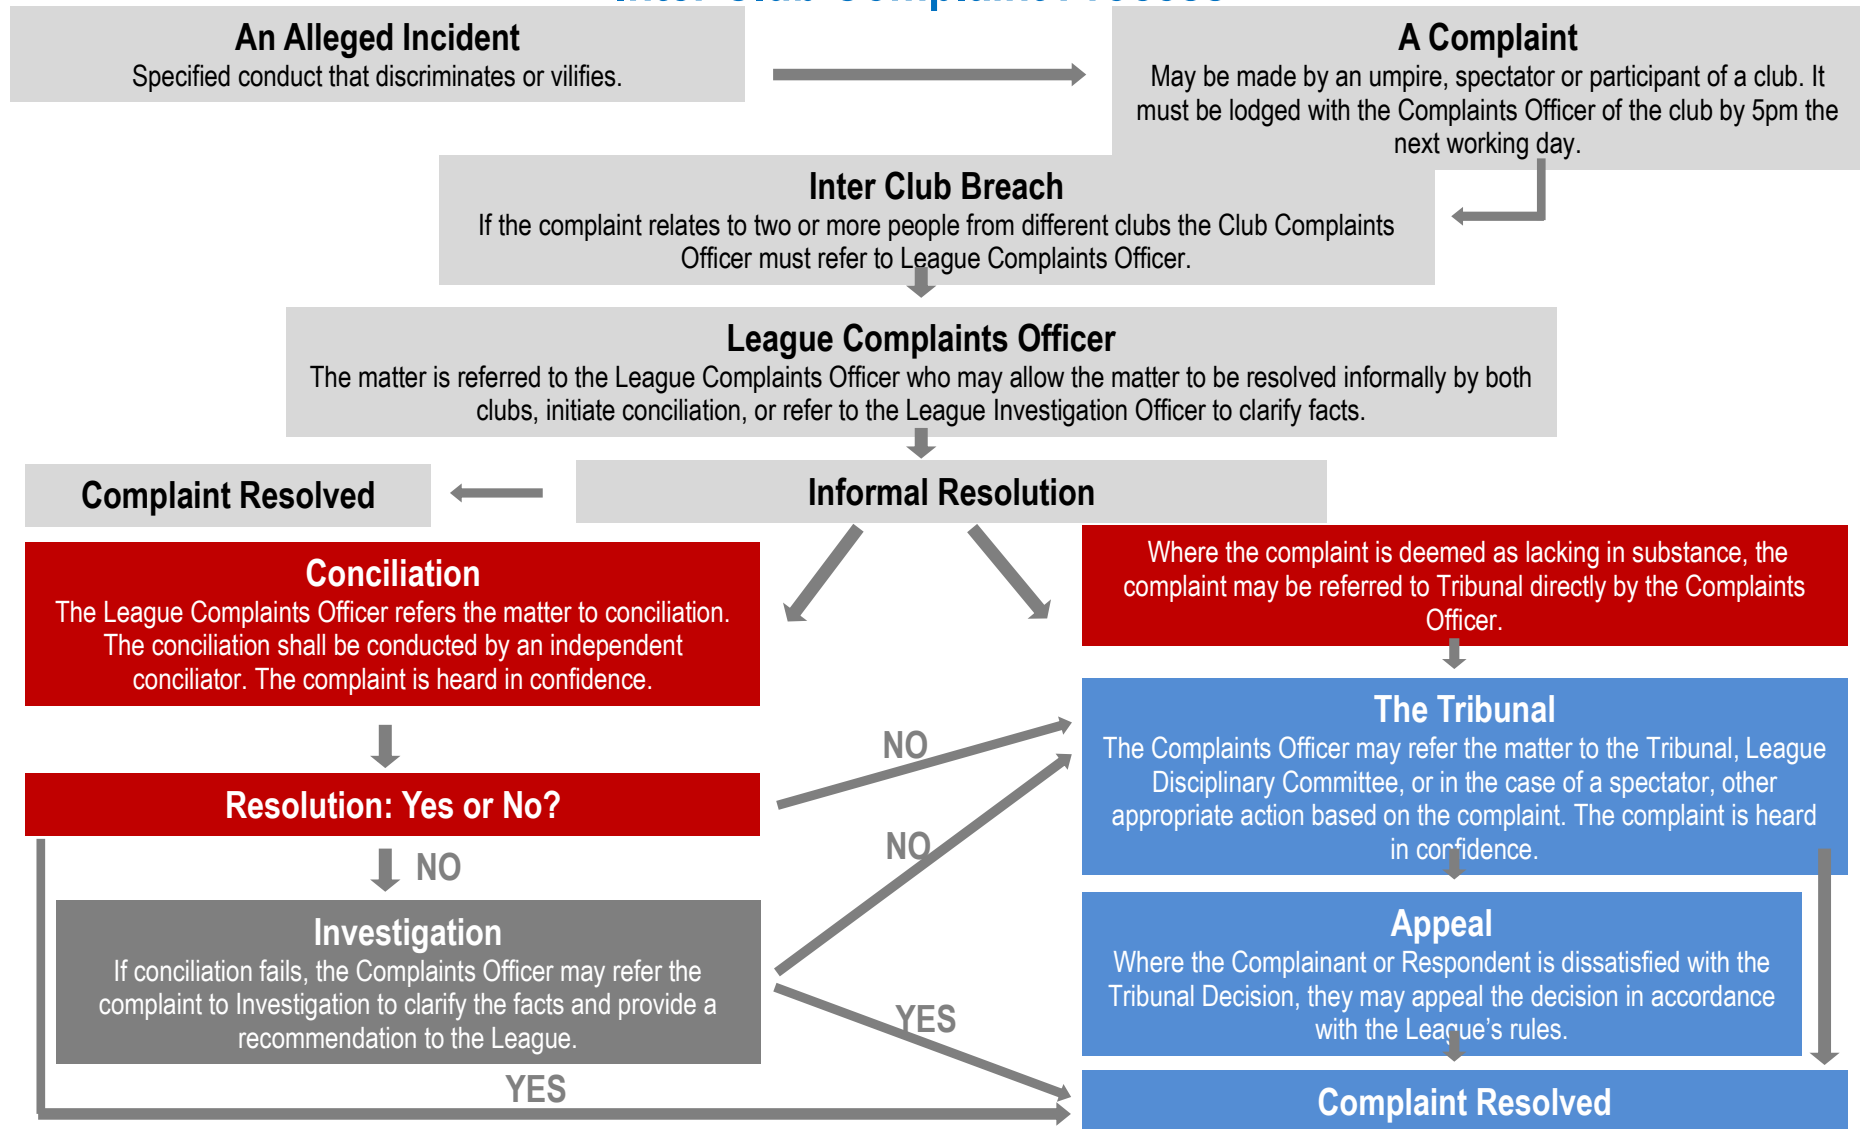 Inter Club Complaint Process
An Alleged Incident
Specified conduct that discriminates or vilifies.
A Complaint
May be made by an umpire, spectator or participant of a club. It
must be lodged with the Complaints Officer of the club by 5pm the
next working day.
Inter Club Breach
If the complaint relates to two or more people from different clubs the Club Complaints
Officer must refer to League Complaints Officer.
League Complaints Officer
The matter is referred to the League Complaints Officer who may allow the matter to be resolved informally by both
clubs, initiate conciliation, or refer to the League Investigation Officer to clarify facts.
Complaint Resolved
Informal Resolution
Conciliation
The League Complaints Officer refers the matter to conciliation.
The conciliation shall be conducted by an independent
conciliator. The complaint is heard in confidence.
Where the complaint is deemed as lacking in substance, the
complaint may be referred to Tribunal directly by the Complaints
Officer.
The Tribunal
The Complaints Officer may refer the matter to the Tribunal, League
Disciplinary Committee, or in the case of a spectator, other
appropriate action based on the complaint. The complaint is heard
in confidence.
NO
Resolution: Yes or No?
NO
NO
Investigation
If conciliation fails, the Complaints Officer may refer the
complaint to Investigation to clarify the facts and provide a
recommendation to the League.
Appeal
Where the Complainant or Respondent is dissatisfied with the
Tribunal Decision, they may appeal the decision in accordance
with the League's rules.
YES
YES
Complaint Resolved